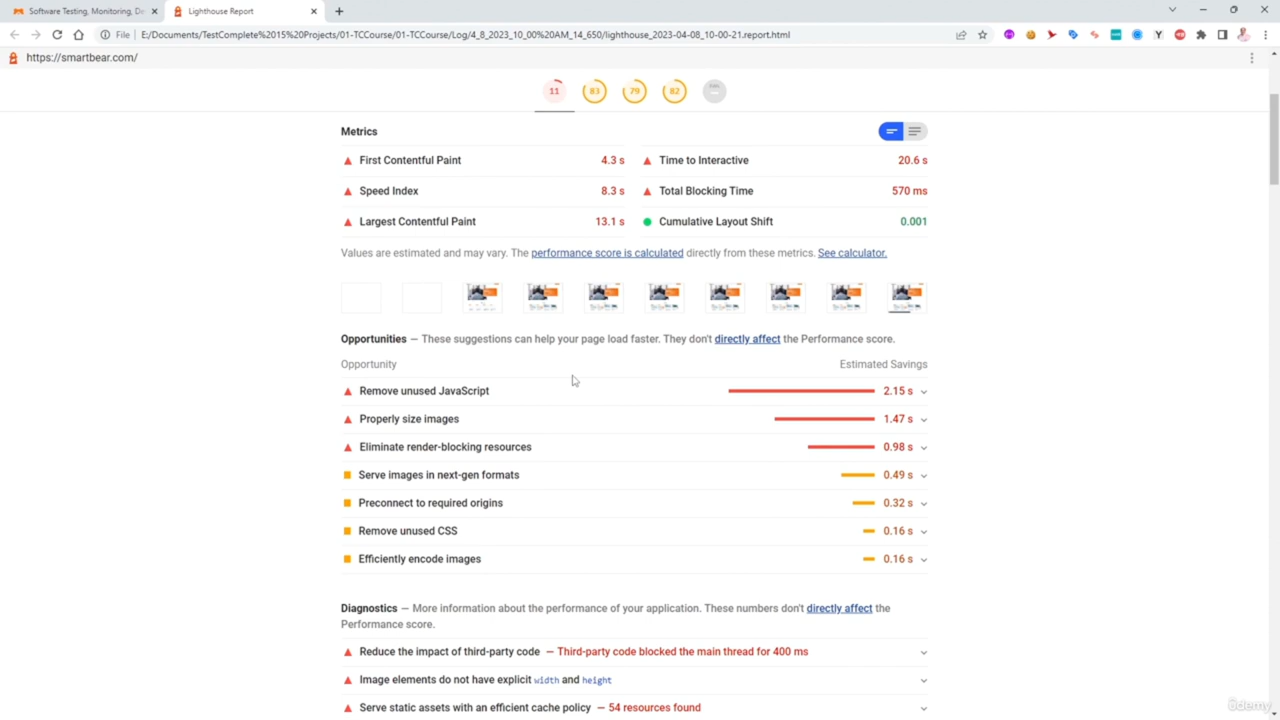 Software Testing, Monitoring, De
Lighthouse Report
File
E:/Documents/TestComplete%2015%20Projects/01-TCCourse/01-TCCourse/Log/4_8_2023_10_00%20AM_14_650/lighthouse_2023-04-08_10-00-21.report.html
https://smartbear.com/
11 83 79 82
Metrics
First Contentful Paint 4.3 s Time to Interactive 20.6 s
Speed Index 8.3 s Total Blocking Time 570 ms
Largest Contentful Paint 13.1 s Cumulative Layout Shift 0.001
Values are estimated and may vary. The performance score is calculated directly from these metrics. See calculator.
Opportunities — These suggestions can help your page load faster. They don't directly affect the Performance score.
Opportunity Estimated Savings
Remove unused JavaScript 2.15 s
Properly size images 1.47 s
Eliminate render-blocking resources 0.98 s
Serve images in next-gen formats 0.49 s
Preconnect to required origins 0.32 s
Remove unused CSS 0.16 s
Efficiently encode images 0.16 s
Diagnostics — More information about the performance of your application. These numbers don't directly affect the
Performance score.
Reduce the impact of third-party code — Third-party code blocked the main thread for 400 ms
Image elements do not have explicit width and height
Serve static assets with an efficient cache policy — 54 resources found
ûdemy